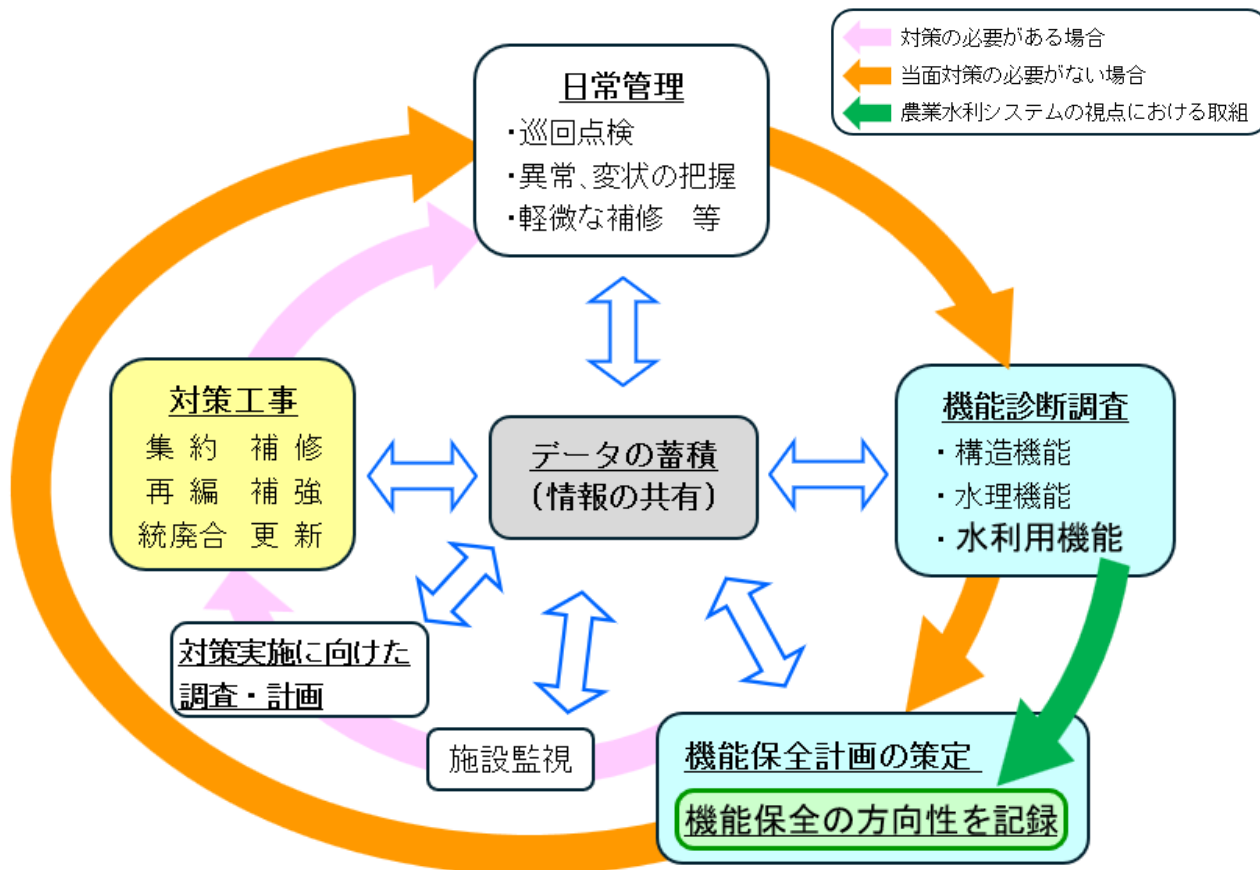 対策の必要がある場合
当面対策の必要がない場合
農業水利システムの視点における取組
日常管理
・巡回点検
・異常、変状の把握
・軽微な補修　等
対策工事
集 約　補 修
再 編　補 強
統廃合　更 新
データの蓄積
（情報の共有）
機能診断調査
・構造機能
・水理機能
・水利用機能
対策実施に向けた
調査・計画
施設監視
機能保全計画の策定
機能保全の方向性を記録